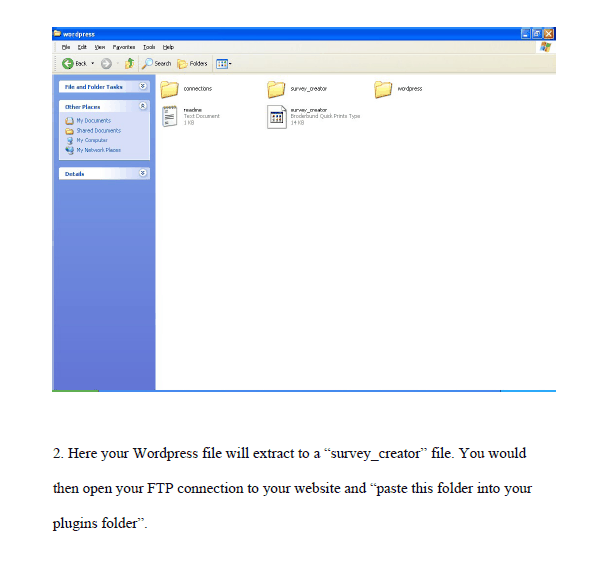 wordpress
File Edit View Favorites Tools Help
Back Search Folders
File and Folder Tasks
Other Places
My Documents
Shared Documents
My Computer
My Network Places
Details
connections
survey_creator
wordpress
readme
Text Document
1 KB
survey_creator
Broderbund Quick Prints Type
14 KB
2. Here your Wordpress file will extract to a “survey_creator” file. You would
then open your FTP connection to your website and “paste this folder into your
plugins folder”.